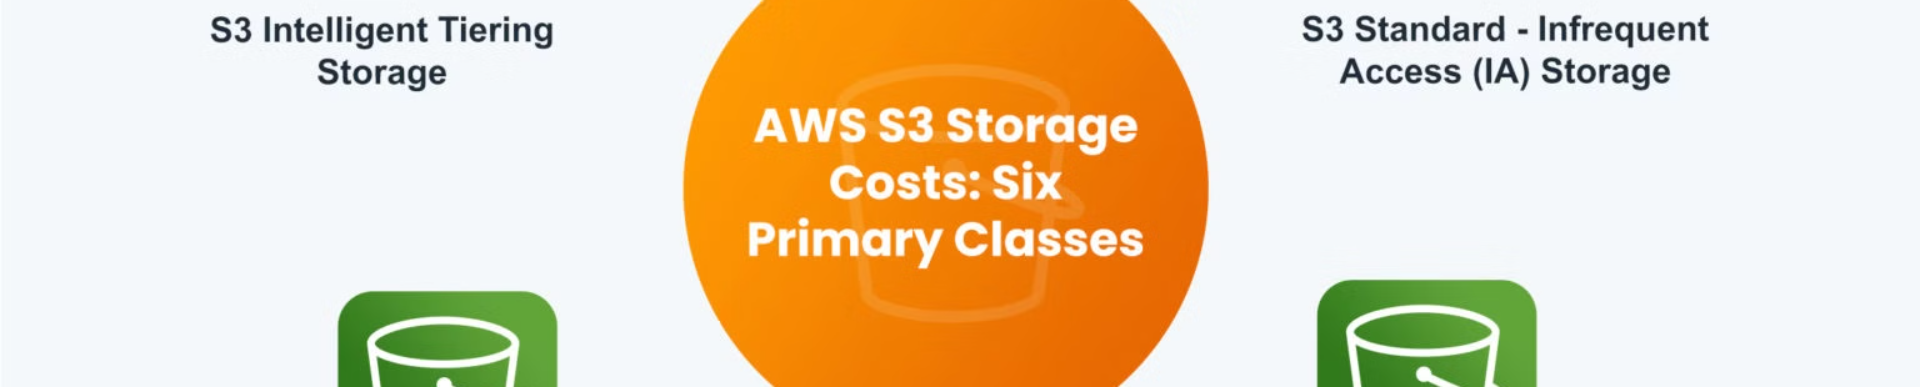 S3 Intelligent Tiering
Storage
AWS S3 Storage
Costs: Six
Primary Classes
S3 Standard - Infrequent
Access (IA) Storage